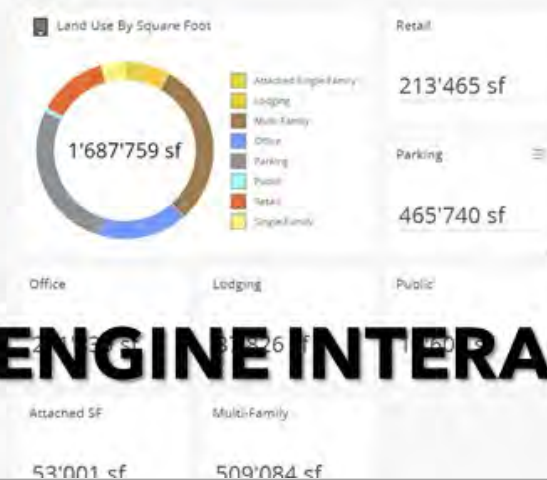 Land Use By Square Foot
1'687'759 sf
Attached Single-Family
Lodging
Multi-Family
Office
Parking
Public
Retail
Single-Family
Retail
213'465 sf
Parking
465'740 sf
Office
Lodging
Public
ENGINE INTERA
Attached SF
53'001 sf
Multi-Family
509'084 sf